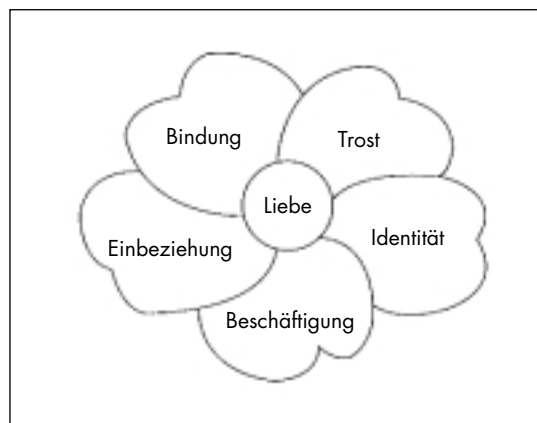 Bindung
Trost
Liebe
Identität
Einbeziehung
Beschäftigung